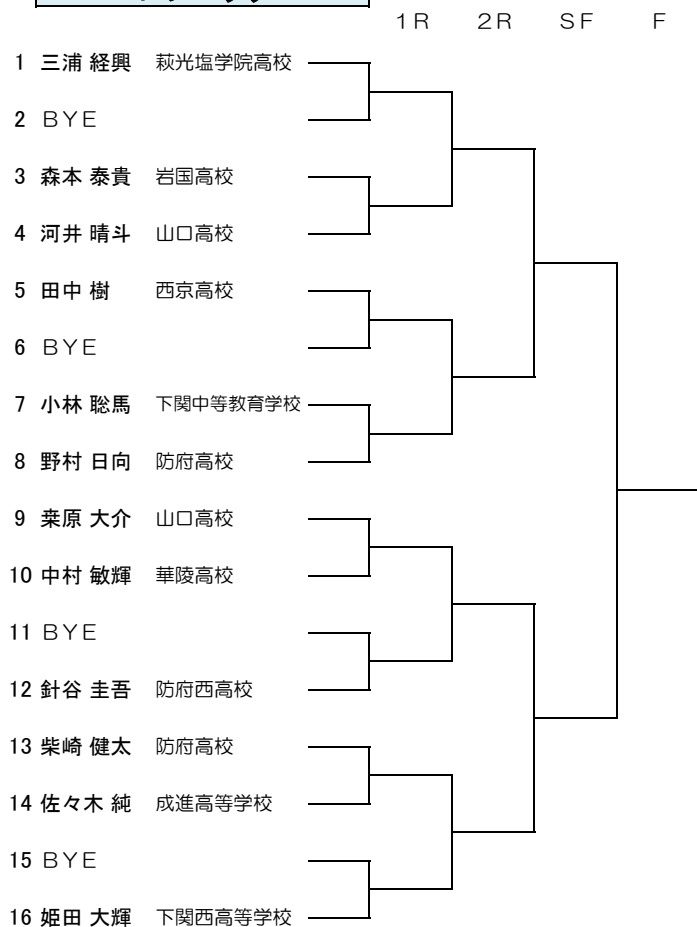 1R 2R SF F
1 三浦 経興 萩光塩学院高校
2 BYE
3 森本 泰貴 岩国高校
4 河井 晴斗 山口高校
5 田中 樹 西京高校
6 BYE
7 小林 聡馬 下関中等教育学校
8 野村 日向 防府高校
9 桒原 大介 山口高校
10 中村 敏輝 華陵高校
11 BYE
12 針谷 圭吾 防府西高校
13 柴崎 健太 防府高校
14 佐々木 純 成進高等学校
15 BYE
16 姫田 大輝 下関西高等学校